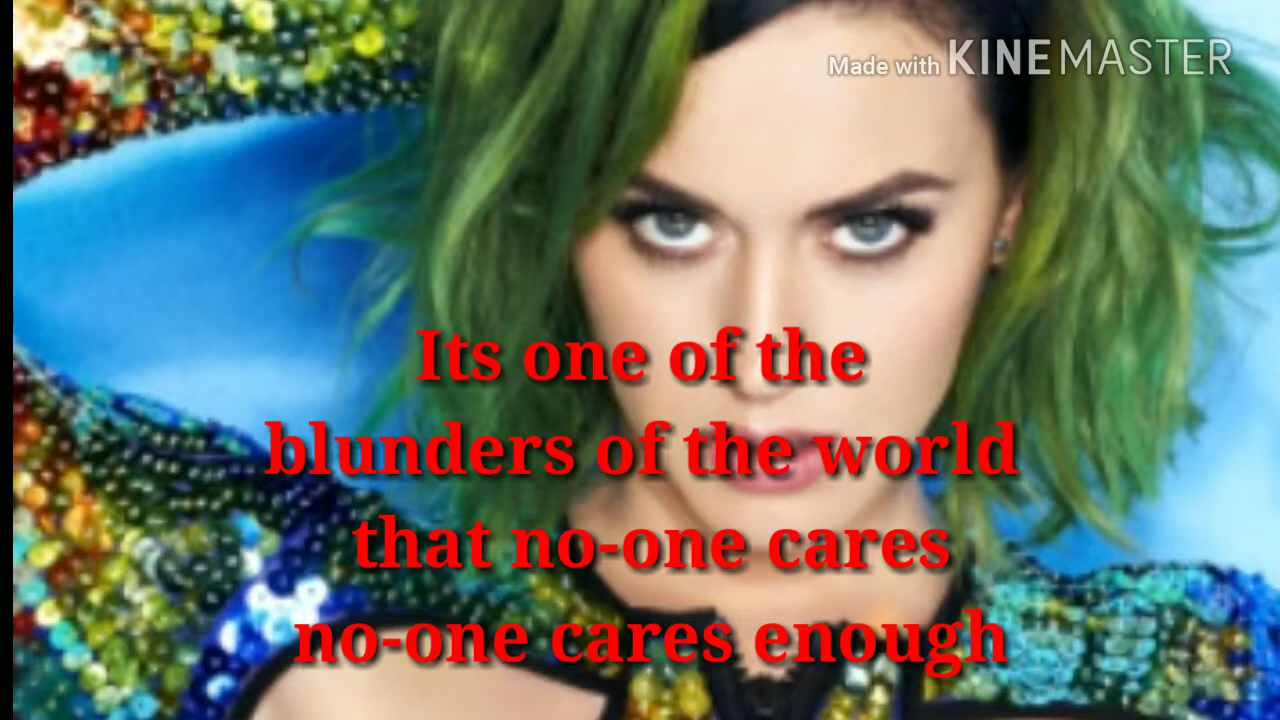 Made with KINEMASTER
Its one of the
blunders of the world
that no-one cares
no-one cares enough